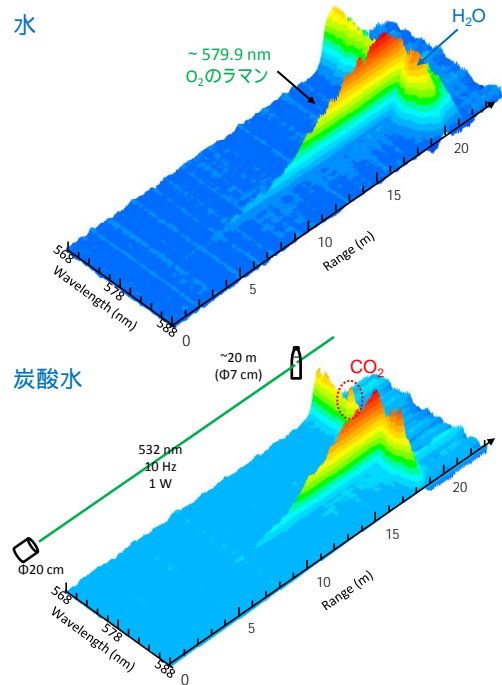 水
H₂O
~ 579.9 nm
O₂のラマン
20
15
10
5
0
Range (m)
568
578
588
Wavelength (nm)
炭酸水
~20 m
(Φ7 cm)
CO₂
532 nm
10 Hz
1 W
Φ20 cm
20
15
10
5
0
Range (m)
568
578
588
Wavelength (nm)